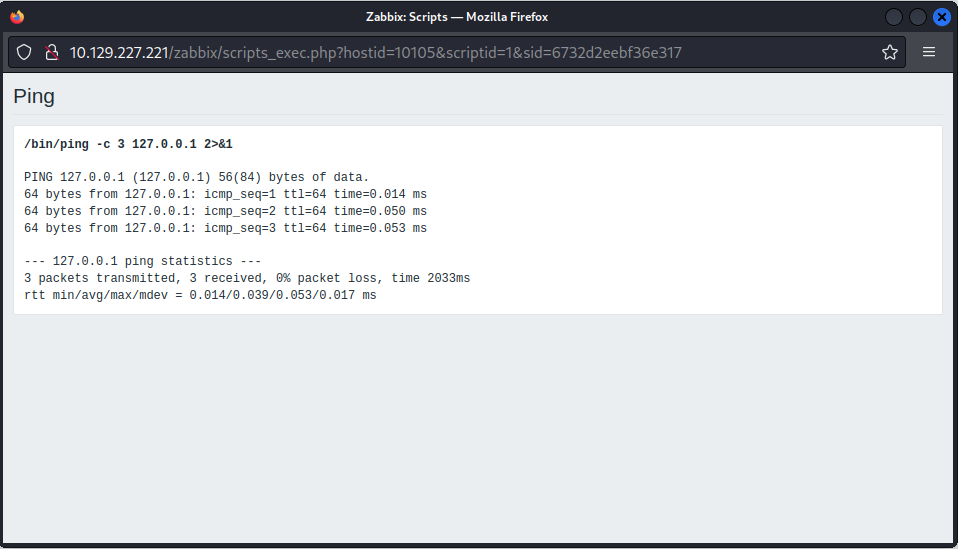 Zabbix: Scripts — Mozilla Firefox
10.129.227.221/zabbix/scripts_exec.php?hostid=10105&scriptid=1&sid=6732d2eebf36e317
Ping
/bin/ping -c 3 127.0.0.1 2>&1
PING 127.0.0.1 (127.0.0.1) 56(84) bytes of data.
64 bytes from 127.0.0.1: icmp_seq=1 ttl=64 time=0.014 ms
64 bytes from 127.0.0.1: icmp_seq=2 ttl=64 time=0.050 ms
64 bytes from 127.0.0.1: icmp_seq=3 ttl=64 time=0.053 ms
--- 127.0.0.1 ping statistics ---
3 packets transmitted, 3 received, 0% packet loss, time 2033ms
rtt min/avg/max/mdev = 0.014/0.039/0.053/0.017 ms